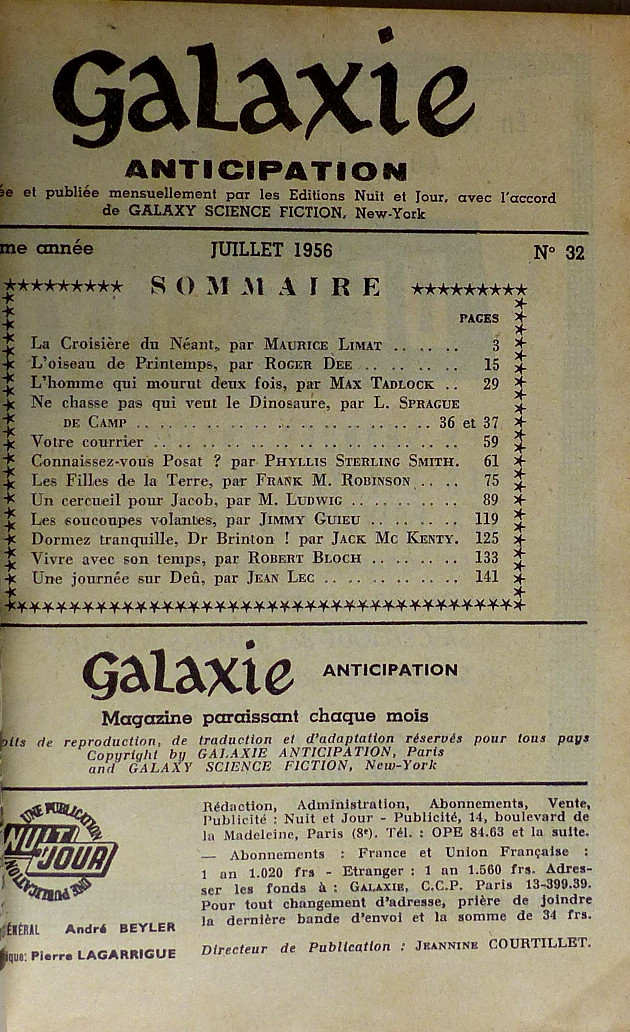 Galaxie
ANTICIPATION
ée et publiée mensuellement par les Editions Nuit et Jour, avec l'accord
de GALAXY SCIENCE FICTION, New-York
me année JUILLET 1956 N° 32
SOMMAIRE
PAGES
La Croisière du Néant, par MAURICE LIMAT ...... 3
L'oiseau de Printemps, par ROGER DEE ........ 15
L'homme qui mourut deux fois, par MAX TADLOCK .. 29
Ne chasse pas qui veut le Dinosaure, par L. SPRAGUE
DE CAMP .......................... 36 et 37
Votre courrier .......................... 59
Connaissez-vous Posat ? par PHYLLIS STERLING SMITH. 61
Les Filles de la Terre, par FRANK M. ROBINSON .... 75
Un cercueil pour Jacob, par M. LUDWIG ......... 89
Les soucoupes volantes, par JIMMY GUIEU ....... 119
Dormez tranquille, Dr Brinton ! par JACK MC KENTY. 125
Vivre avec son temps, par ROBERT BLOCH ....... 133
Une journée sur Deû, par JEAN LEC ........... 141
Galaxie ANTICIPATION
Magazine paraissant chaque mois
oits de reproduction, de traduction et d'adaptation réservés pour tous pays
Copyright by GALAXIE ANTICIPATION, Paris
and GALAXY SCIENCE FICTION, New-York
UNE PUBLICATION
NUIT
JOUR
UNE PUBLICATION
ÉNÉRAL André BEYLER
ique: Pierre LAGARRIGUE
Rédaction, Administration, Abonnements, Vente,
Publicité : Nuit et Jour - Publicité, 14, boulevard de
la Madeleine, Paris (8e). Tél. : OPE 84.63 et la suite.
— Abonnements : France et Union Française :
1 an 1.020 frs - Etranger : 1 an 1.560 frs. Adres-
ser les fonds à : GALAXIE, C.C.P. Paris 13-399.39.
Pour tout changement d'adresse, prière de joindre
la dernière bande d'envoi et la somme de 34 frs.
Directeur de Publication : JEANNINE COURTILLET.